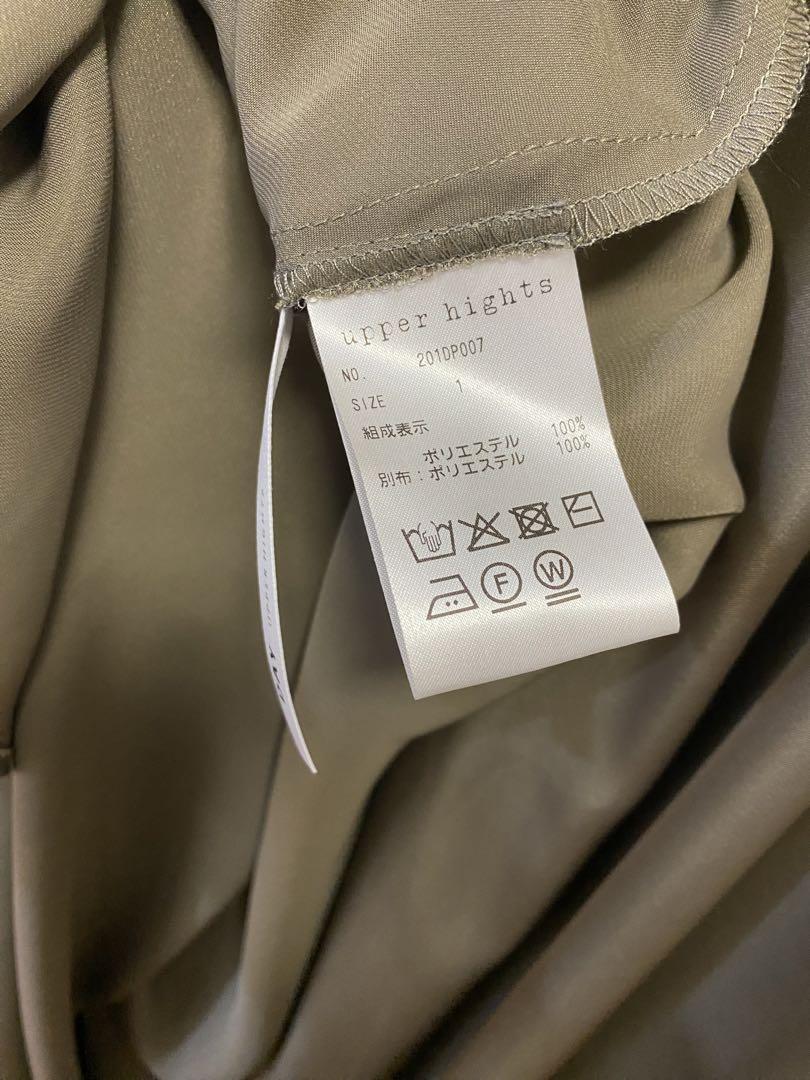 upper hights
NO. 201DP007
SIZE 1
組成表示
ポリエステル 100%
別布：ポリエステル 100%
F W